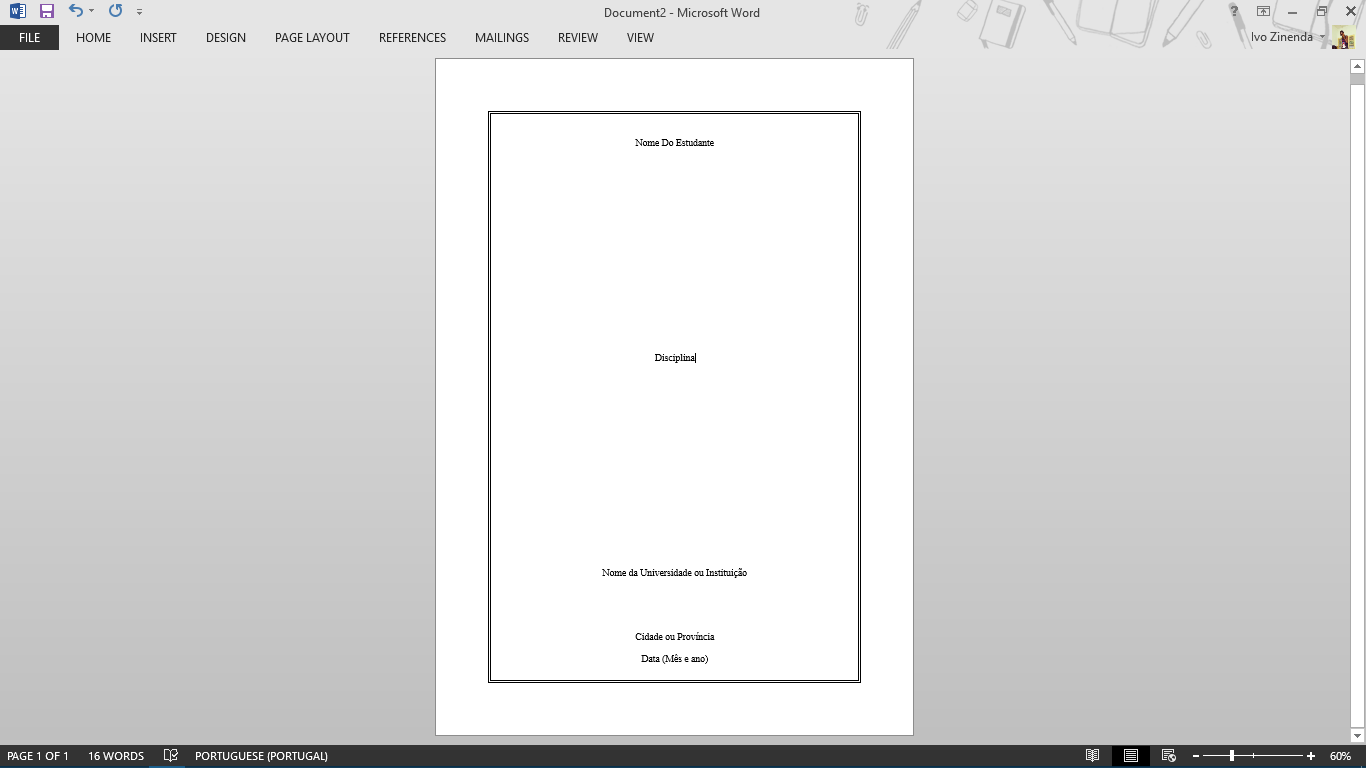 Document2 - Microsoft Word
?
FILE HOME INSERT DESIGN PAGE LAYOUT REFERENCES MAILINGS REVIEW VIEW
Ivo Zinenda
Nome Do Estudante
Disciplina
Nome da Universidade ou Instituição
Cidade ou Província
Data (Mês e ano)
PAGE 1 OF 1 16 WORDS PORTUGUESE (PORTUGAL) 60%